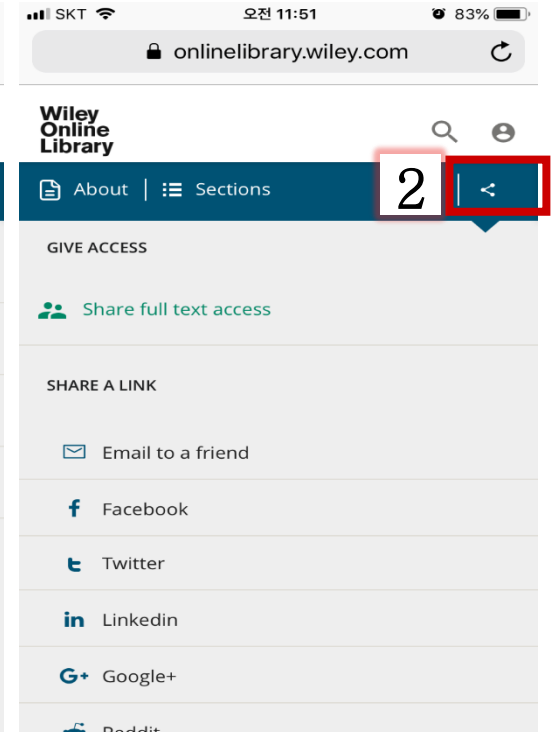 SKT 오전 11:51 83%
onlinelibrary.wiley.com
Wiley
Online
Library
About Sections 2
GIVE ACCESS
Share full text access
SHARE A LINK
Email to a friend
Facebook
Twitter
Linkedin
Google+
Reddit